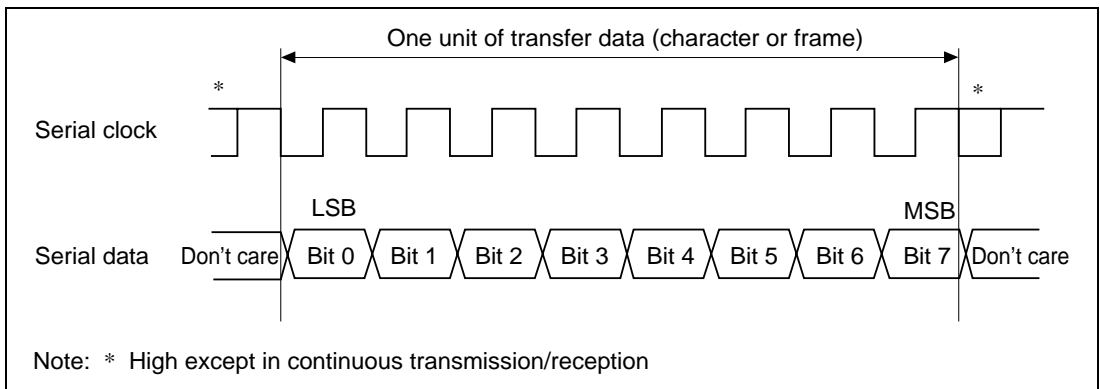 One unit of transfer data (character or frame)
* *
Serial clock
LSB MSB
Serial data Don't care Bit 0 Bit 1 Bit 2 Bit 3 Bit 4 Bit 5 Bit 6 Bit 7 Don't care
Note: * High except in continuous transmission/reception